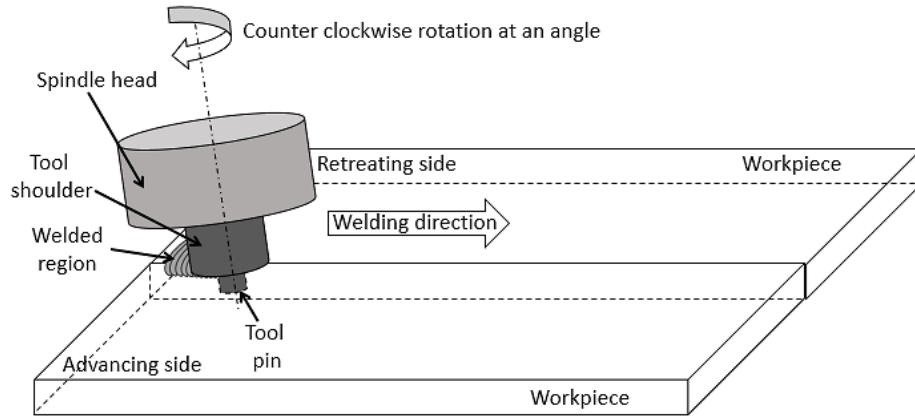 Counter clockwise rotation at an angle
Spindle head
Tool
shoulder
Retreating side
Workpiece
Welding direction
Welded
region
Tool
pin
Advancing side
Workpiece